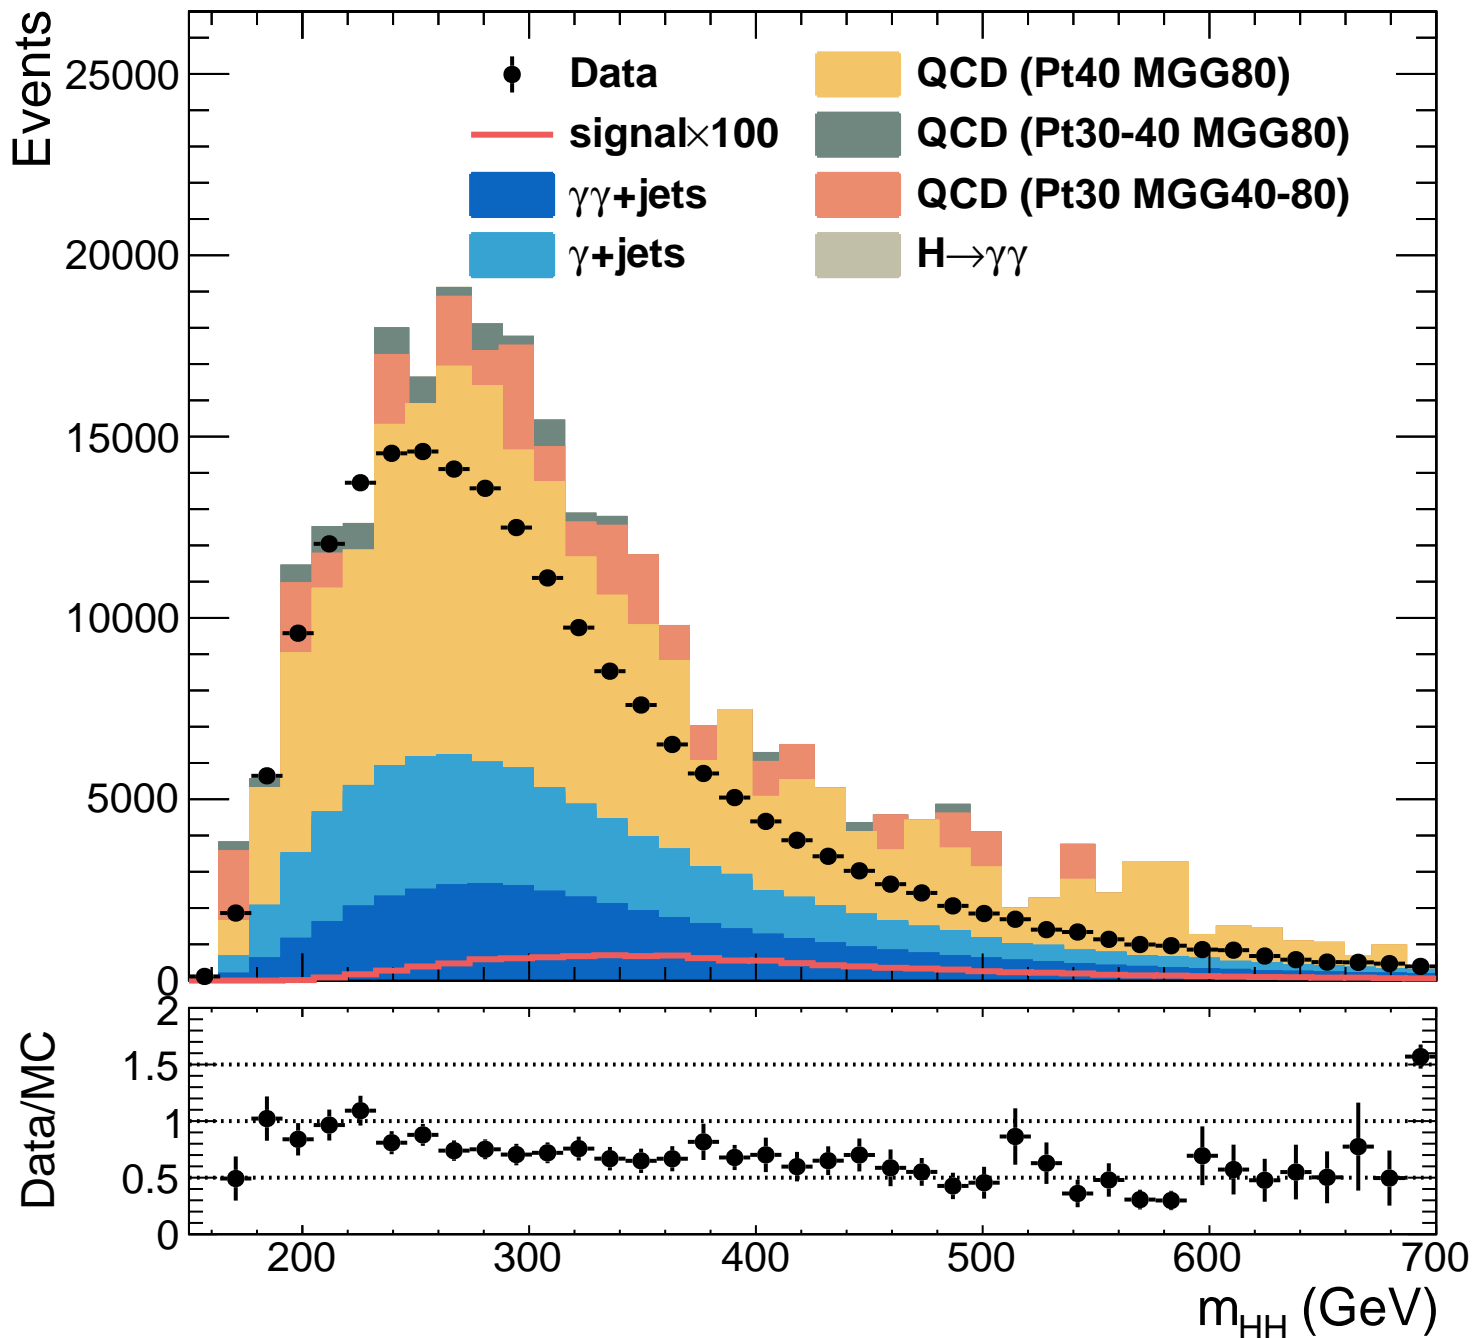 Events
25000
20000
15000
10000
5000
0
Data
signal×100
γγ+jets
γ+jets
QCD (Pt40 MGG80)
QCD (Pt30-40 MGG80)
QCD (Pt30 MGG40-80)
H→γγ
Data/MC
2
1.5
1
0.5
0
200 300 400 500 600 700
m_HH (GeV)